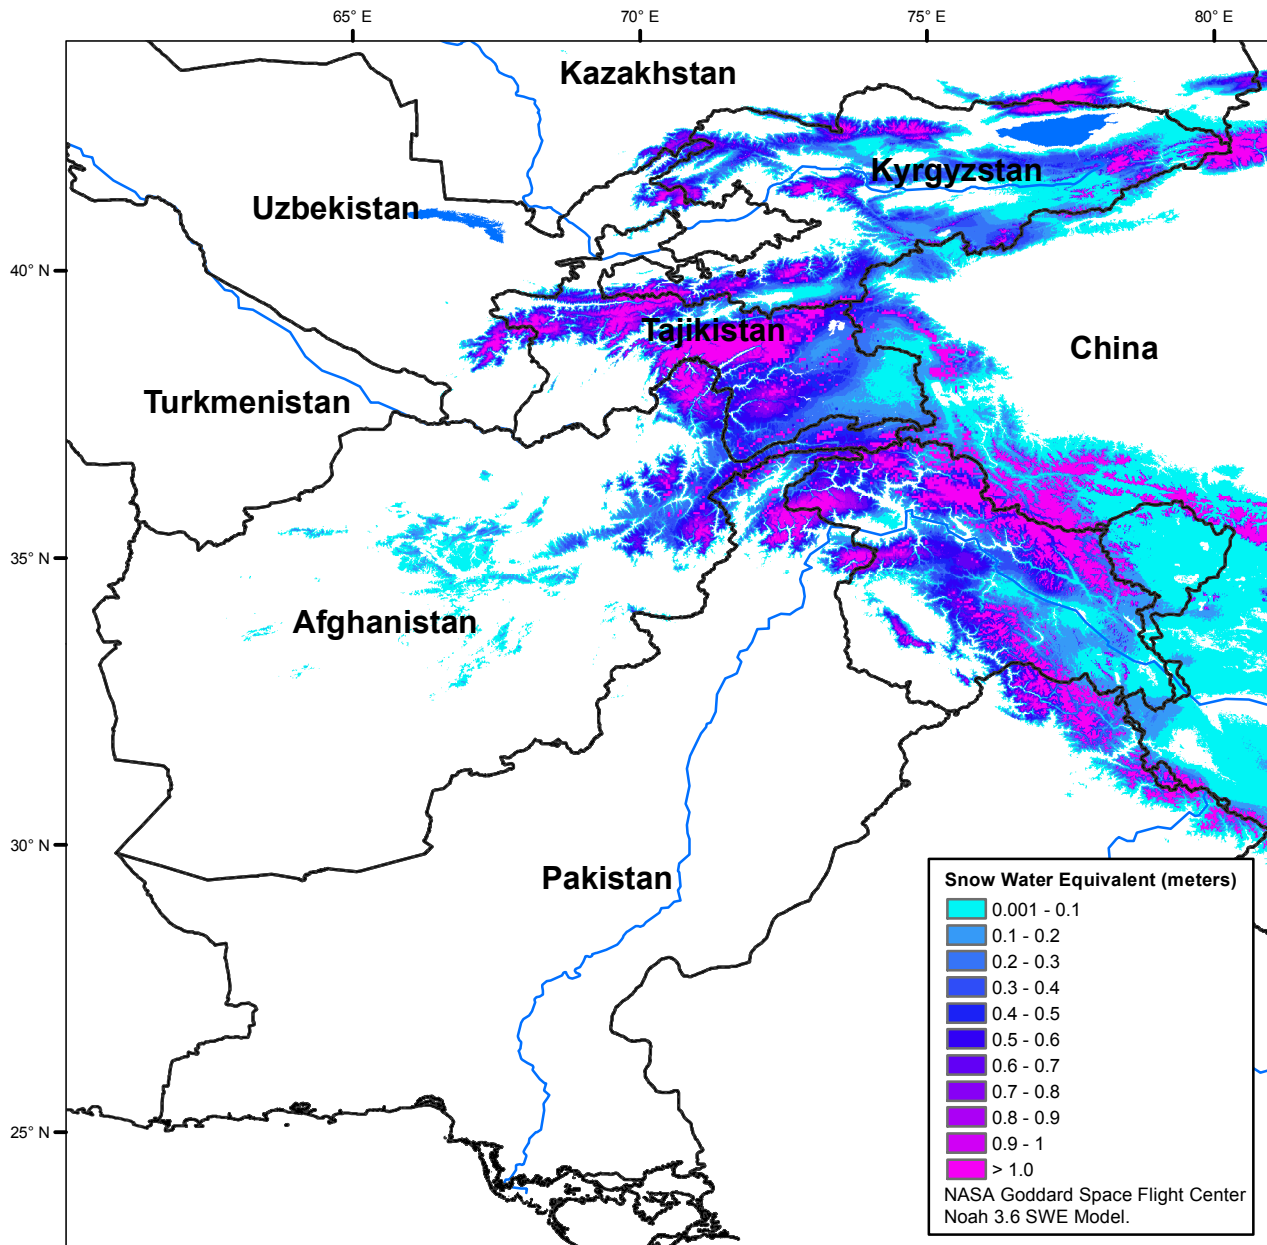 65° E
70° E
75° E
80° E
Kazakhstan
Kyrgyzstan
Uzbekistan
40° N
Tajikistan
China
Turkmenistan
35° N
Afghanistan
30° N
Pakistan
25° N
Snow Water Equivalent (meters)
0.001 - 0.1
0.1 - 0.2
0.2 - 0.3
0.3 - 0.4
0.4 - 0.5
0.5 - 0.6
0.6 - 0.7
0.7 - 0.8
0.8 - 0.9
0.9 - 1
> 1.0
NASA Goddard Space Flight Center
Noah 3.6 SWE Model.